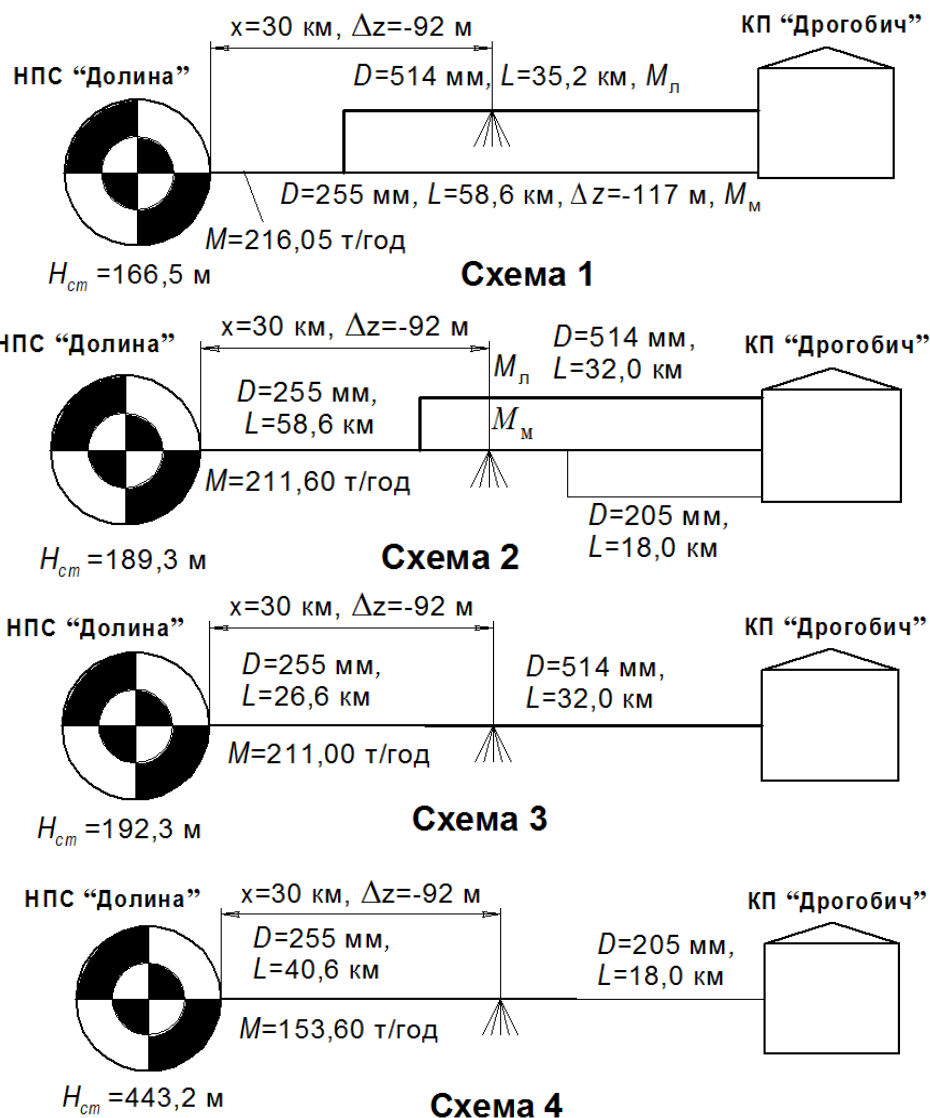 x=30 км, Δz=-92 м
КП “Дрогобич”
НПС “Долина”
D=514 мм, L=35,2 км, Mл
D=255 мм, L=58,6 км, Δz=-117 м, Mм
M=216,05 т/год
Hст =166,5 м
Схема 1
x=30 км, Δz=-92 м
НПС “Долина”
D=514 мм,
L=32,0 км
КП “Дрогобич”
Mл
D=255 мм,
L=58,6 км
Mм
M=211,60 т/год
D=205 мм,
L=18,0 км
Hст =189,3 м
Схема 2
x=30 км, Δz=-92 м
НПС “Долина”
КП “Дрогобич”
D=255 мм,
L=26,6 км
D=514 мм,
L=32,0 км
M=211,00 т/год
Hст =192,3 м
Схема 3
x=30 км, Δz=-92 м
НПС “Долина”
КП “Дрогобич”
D=255 мм,
L=40,6 км
D=205 мм,
L=18,0 км
M=153,60 т/год
Hст =443,2 м
Схема 4